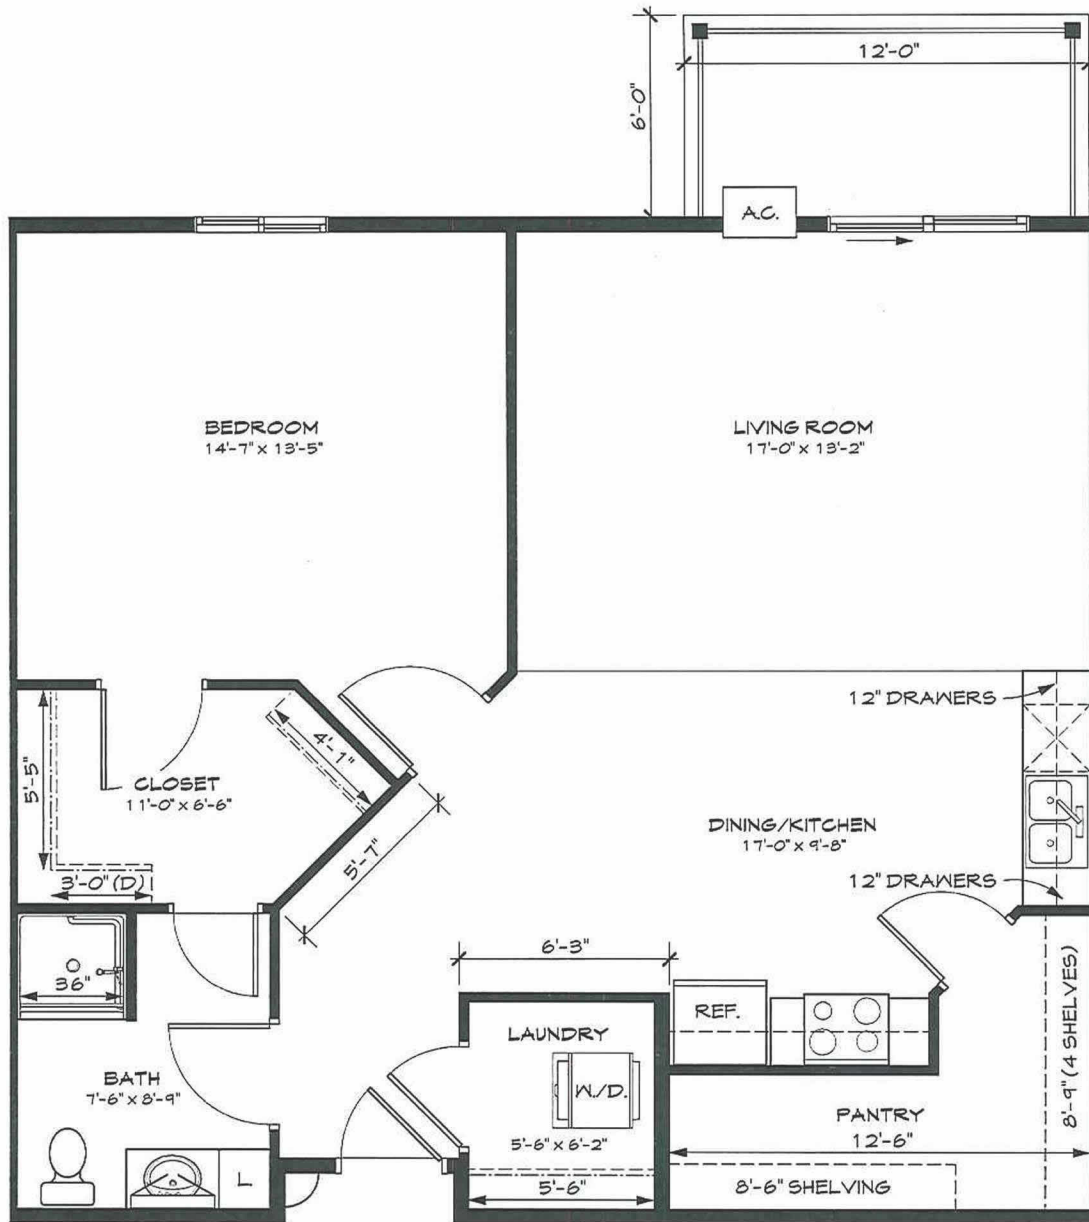 12'-0"
6'-0"
A.C.
BEDROOM
14'-7" x 13'-5"
LIVING ROOM
17'-0" x 13'-2"
12" DRAWERS
4'-1"
5'-5"
CLOSET
11'-0" x 6'-6"
5'-7"
DINING/KITCHEN
17'-0" x 9'-8"
3'-0" (D)
12" DRAWERS
6'-3"
36"
REF.
LAUNDRY
8'-9" (4 SHELVES)
BATH
7'-6" x 8'-9"
W./D.
PANTRY
12'-6"
5'-6" x 6'-2"
L
5'-6"
8'-6" SHELVING